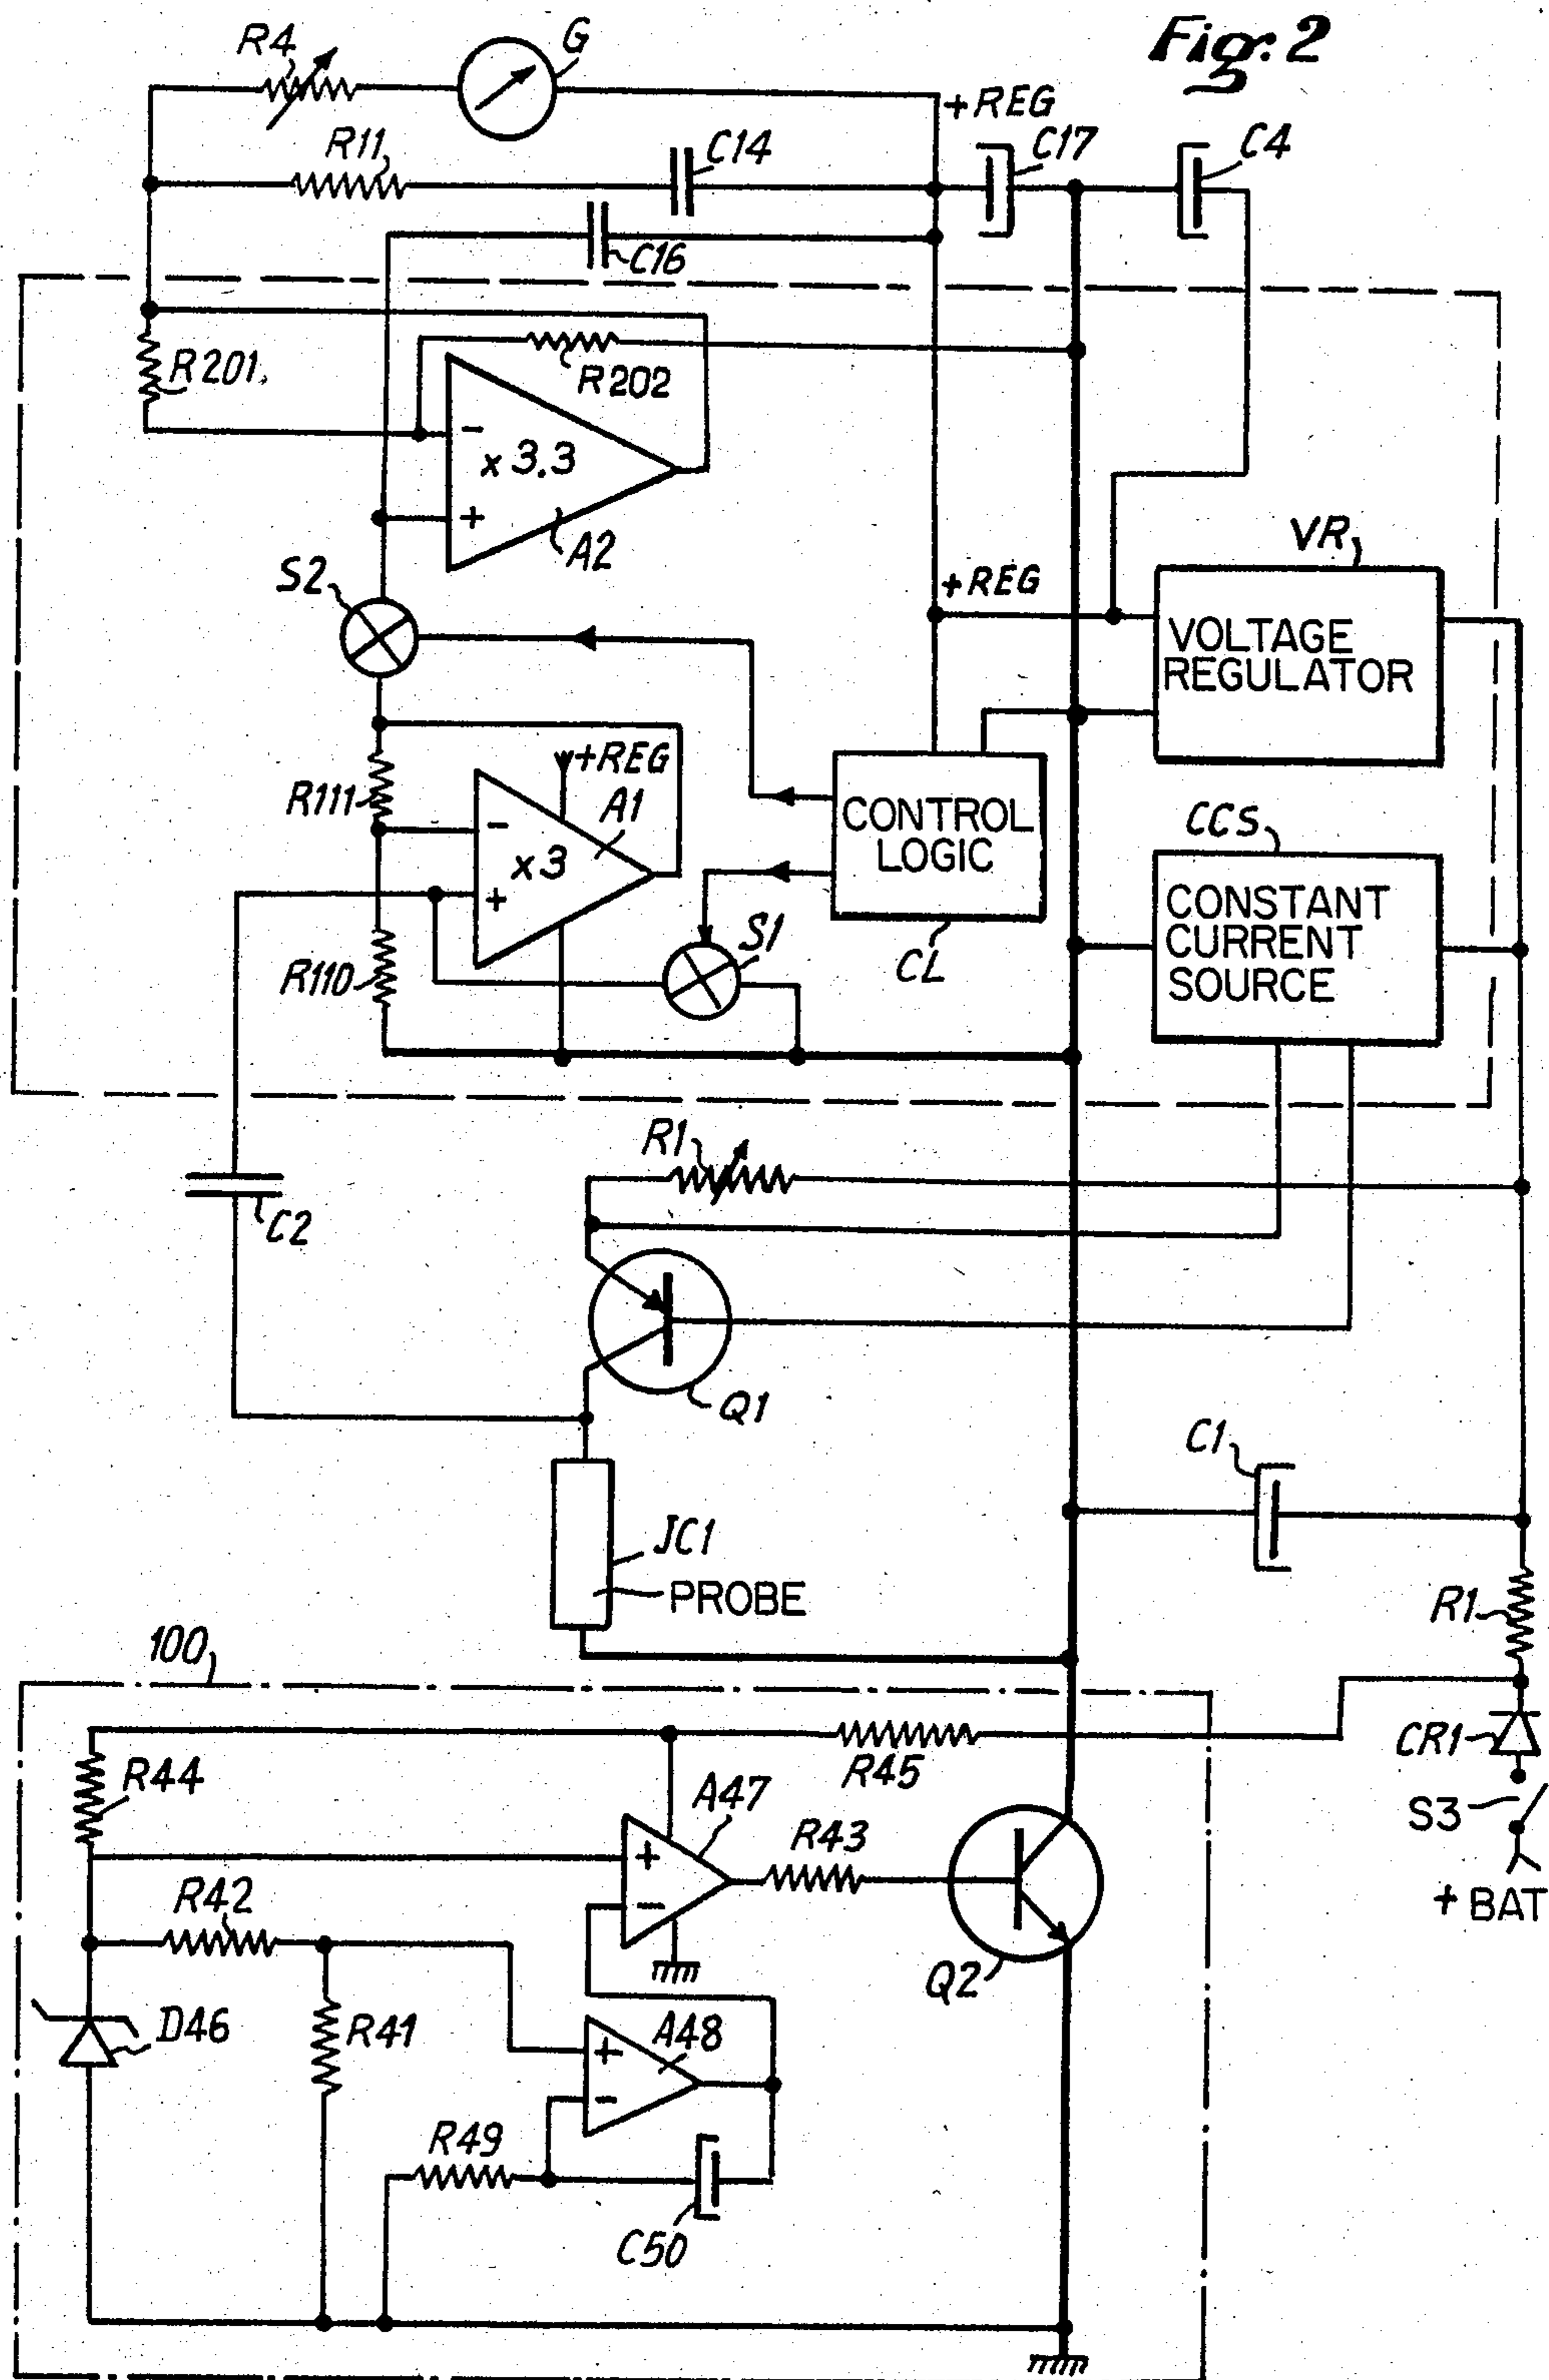 Fig. 2
R4
G
+REG
R11
C14
C17
C4
C16
R201
R202
-
x 3.3
+
A2
S2
+REG
VR
VOLTAGE
REGULATOR
+REG
R111
A1
-
x3
+
CONTROL
LOGIC
CCS
CONSTANT
CURRENT
SOURCE
S1
CL
R110
R1
C2
Q1
C1
JC1
PROBE
R1
100
R45
CR1
R44
A47
S3
+
R43
-
+ BAT
R42
Q2
D46
R41
A48
+
-
R49
C50